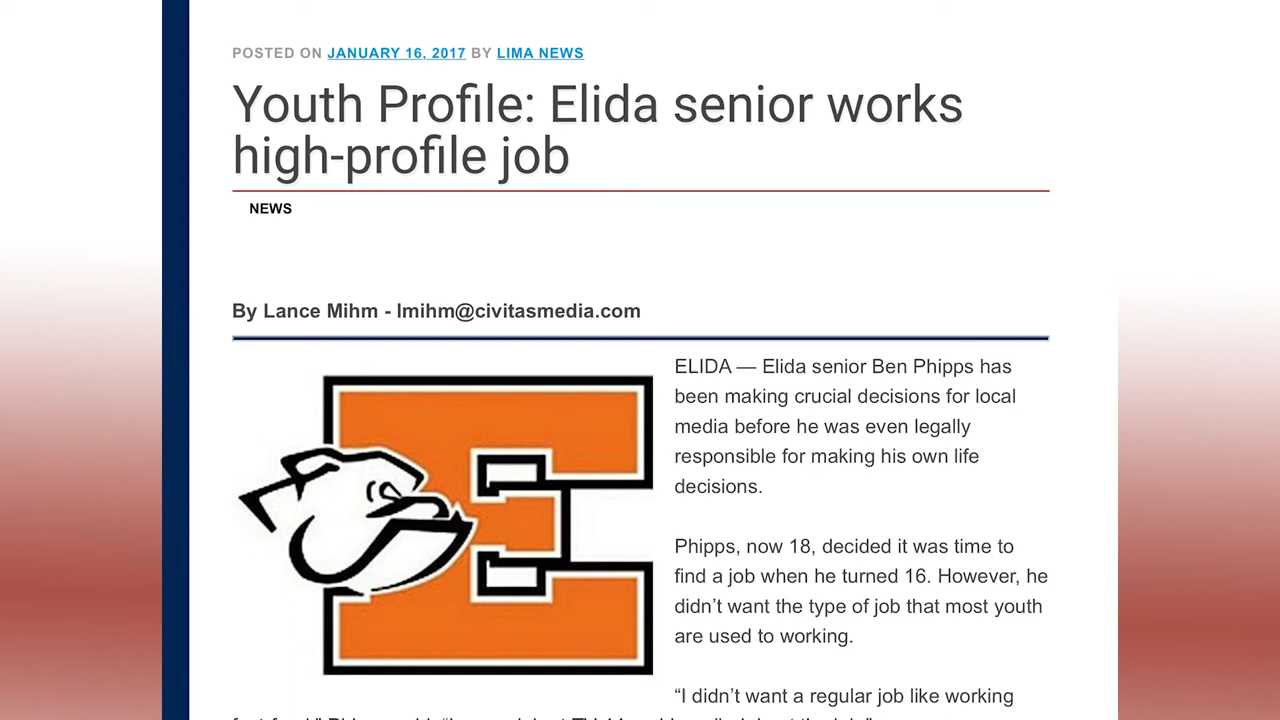 POSTED ON JANUARY 16, 2017 BY LIMA NEWS
Youth Profile: Elida senior works
high-profile job
NEWS
By Lance Mihm - lmihm@civitasmedia.com
ELIDA — Elida senior Ben Phipps has
been making crucial decisions for local
media before he was even legally
responsible for making his own life
decisions.
Phipps, now 18, decided it was time to
find a job when he turned 16. However, he
didn’t want the type of job that most youth
are used to working.
“I didn’t want a regular job like working